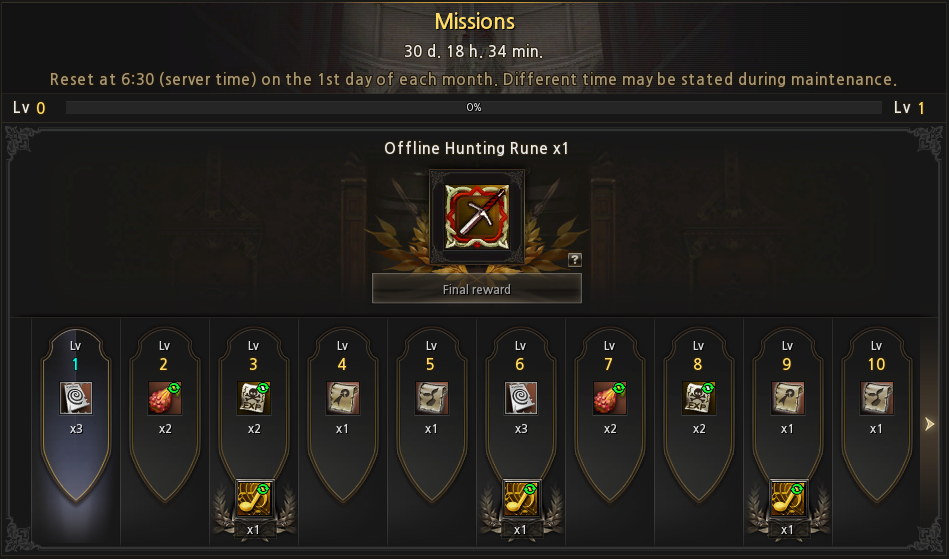 Missions
30 d. 18 h. 34 min.
Reset at 6:30 (server time) on the 1st day of each month. Different time may be stated during maintenance.
Lv 0
0%
Lv 1
Offline Hunting Rune x1
?
Final reward
Lv Lv Lv Lv Lv Lv Lv Lv Lv Lv
1 2 3 4 5 6 7 8 9 10
EXP EXP
x3 x2 x2 x1 x1 x3 x2 x2 x1 x1
x1 x1 x1